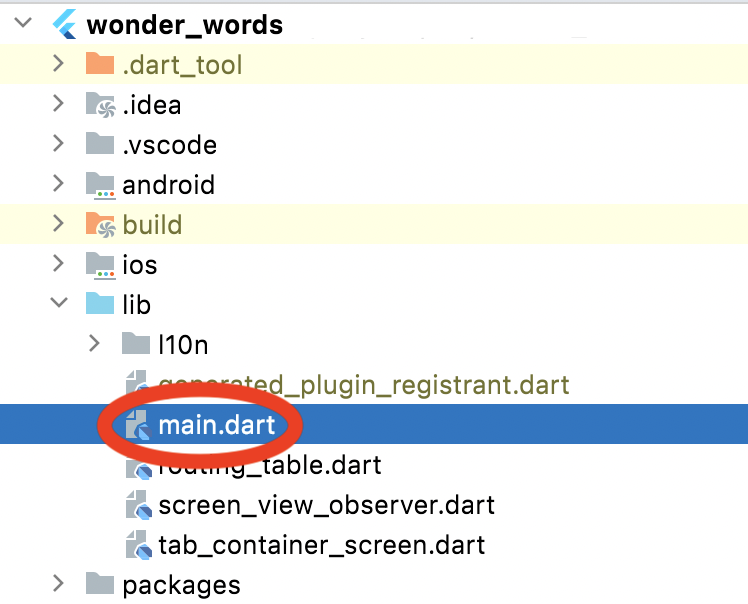 wonder_words
.dart_tool
.idea
.vscode
android
build
ios
lib
l10n
generated_plugin_registrant.dart
main.dart
routing_table.dart
screen_view_observer.dart
tab_container_screen.dart
packages